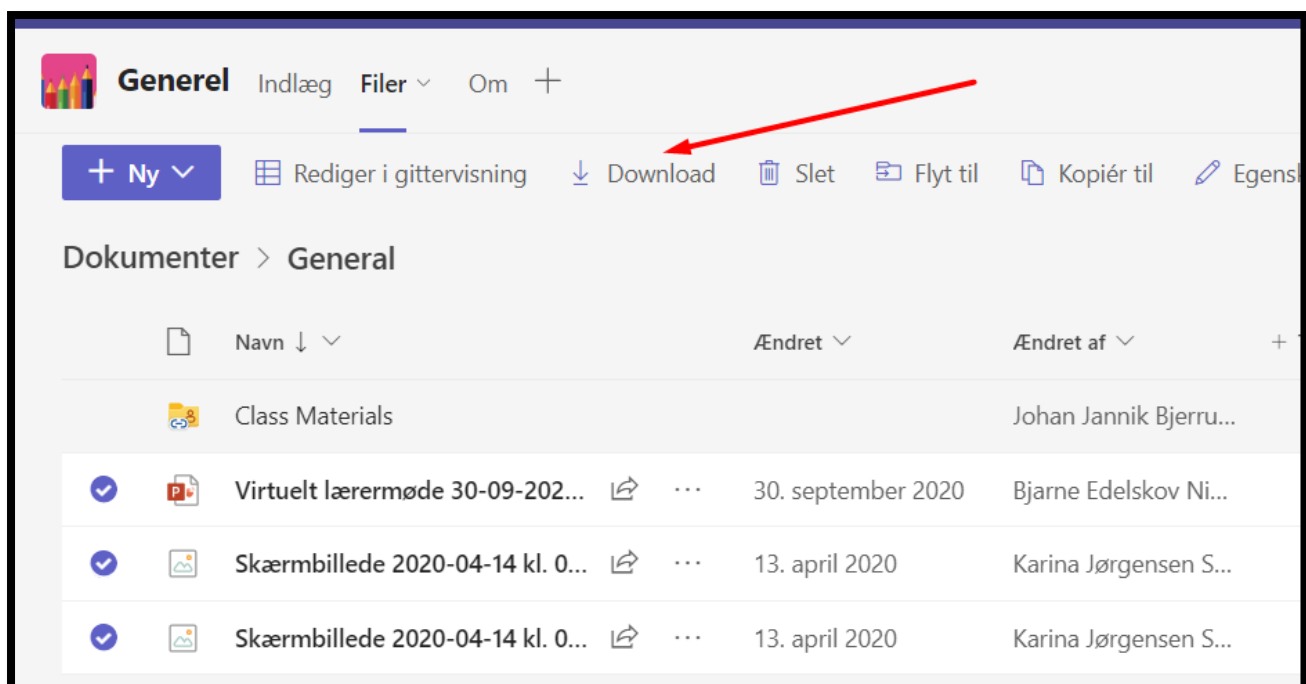 Generel Indlæg Filer Om
Ny Rediger i gittervisning Download Slet Flyt til Kopiér til Egensk
Dokumenter > General
Navn Ændret Ændret af
Class Materials Johan Jannik Bjerru...
Virtuelt lærermøde 30-09-202... 30. september 2020 Bjarne Edelskov Ni...
Skærmbillede 2020-04-14 kl. 0... 13. april 2020 Karina Jørgensen S...
Skærmbillede 2020-04-14 kl. 0... 13. april 2020 Karina Jørgensen S...